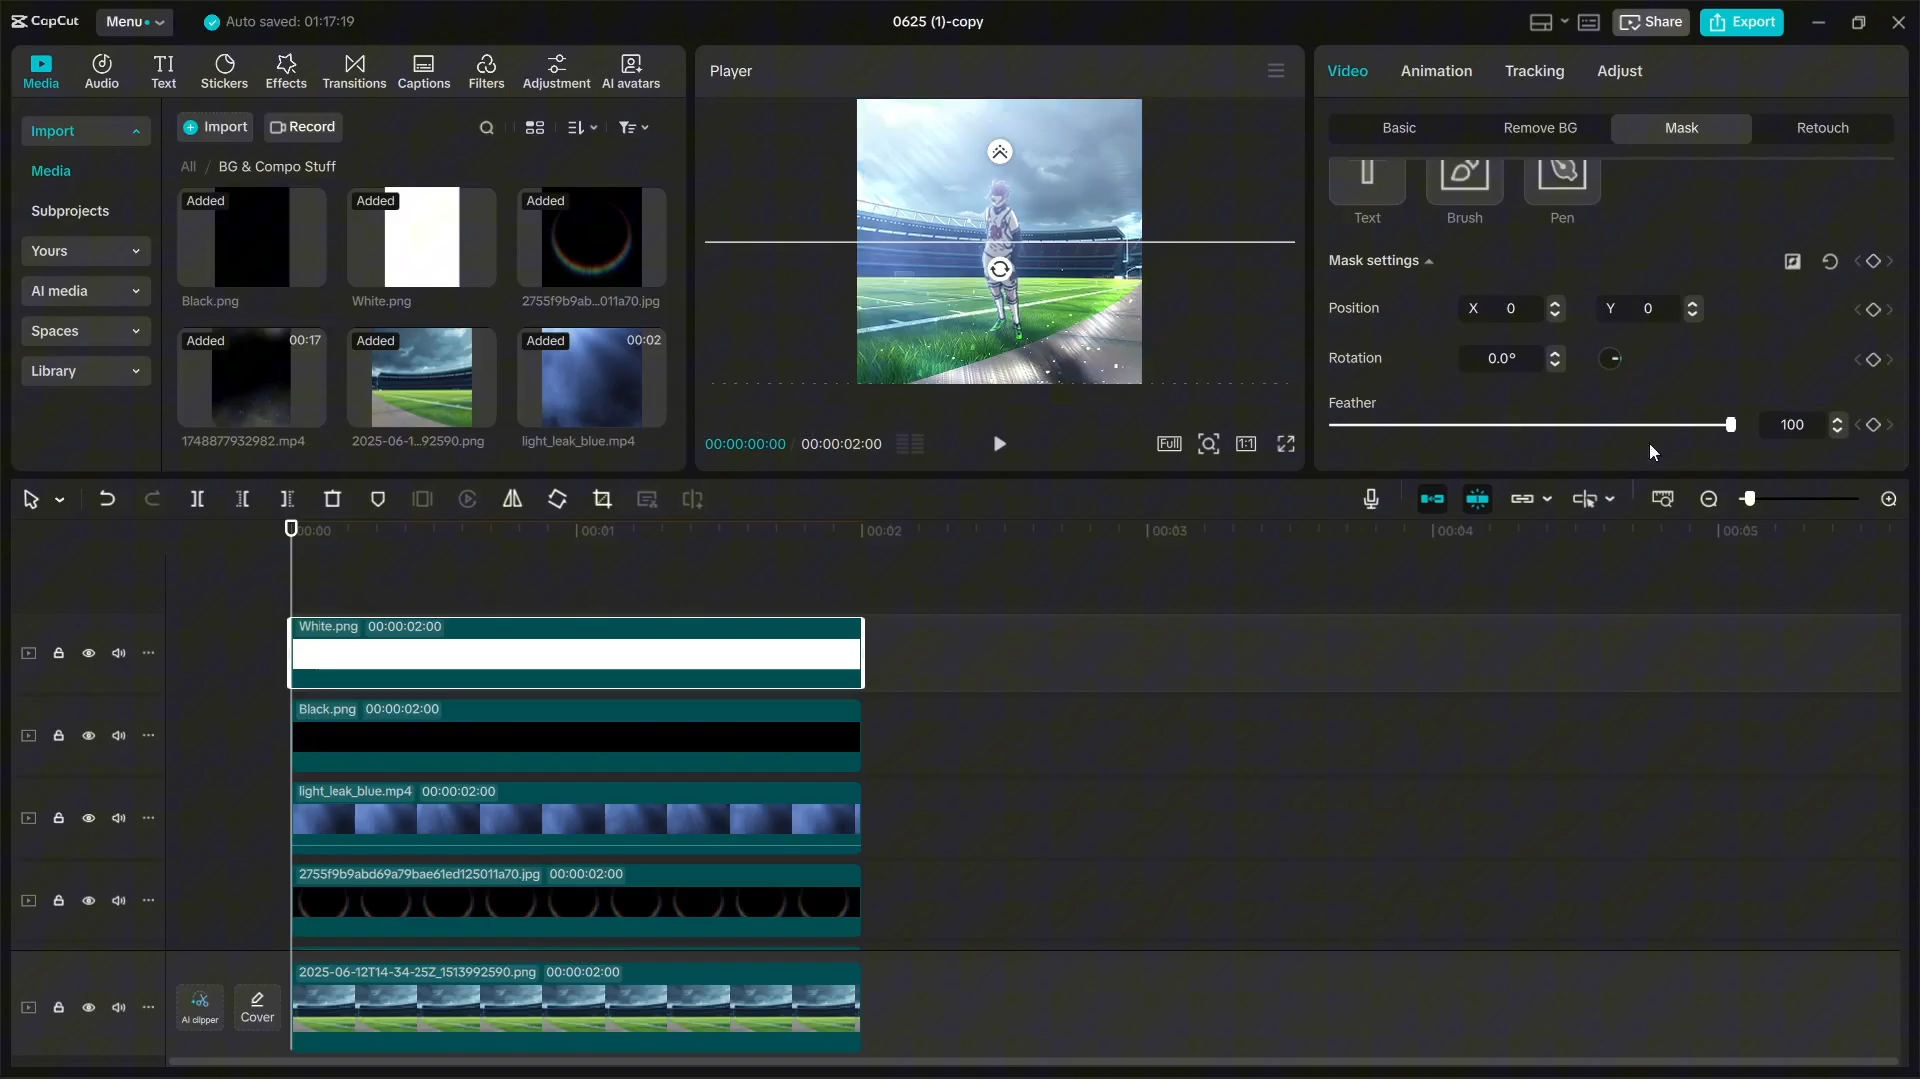 CapCut
Menu
Auto saved: 01:17:19
0625 (1)-copy
Share
Export
Media
Audio
Text
Stickers
Effects
Transitions
Captions
Filters
Adjustment
AI avatars
Import
Media
Subprojects
Yours
AI media
Spaces
Library
Import
Record
All / BG & Compo Stuff
Added
Black.png
Added
White.png
Added
2755f9b9ab...011a70.jpg
Added 00:17
1748877932982.mp4
Added
2025-06-1...92590.png
Added 00:02
light_leak_blue.mp4
Player
00:00:00:00 / 00:00:02:00
Full
1:1
Video
Animation
Tracking
Adjust
Basic
Remove BG
Mask
Retouch
Text
Brush
Pen
Mask settings
Position X 0 Y 0
Rotation 0.0°
Feather
100
00:00 00:01 00:02 00:03 00:04 00:05
White.png 00:00:02:00
Black.png 00:00:02:00
light_leak_blue.mp4 00:00:02:00
2755f9b9abd69a79bae61ed125011a70.jpg 00:00:02:00
2025-06-12T14-34-25Z_1513992590.png 00:00:02:00
AI clipper
Cover